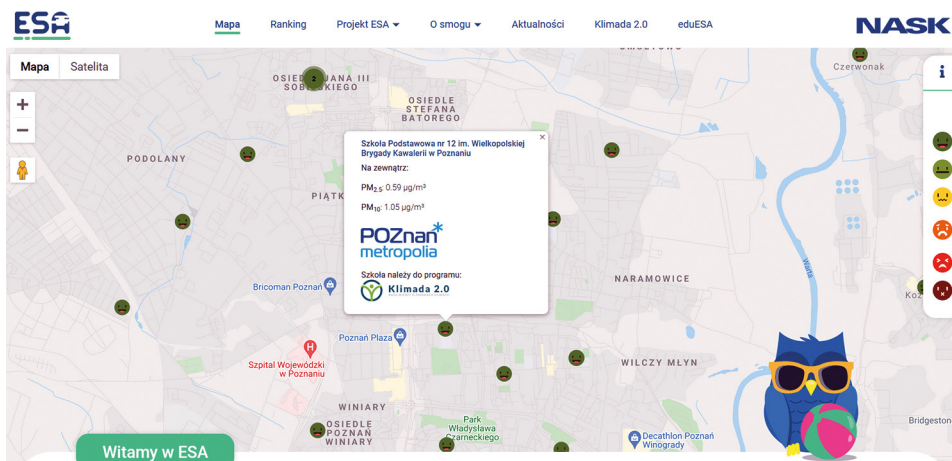 ESA
Mapa Ranking Projekt ESA O smogu Aktualności Klimada 2.0 eduESA
NASK
Mapa Satelita
i
+
−
2
OSIEDLE JANA III
SOBIESKIEGO
OSIEDLE
STEFANA
BATOREGO
Czerwonak
PODOLANY
Szkoła Podstawowa nr 12 im. Wielkopolskiej
Brygady Kawalerii w Poznaniu
×
Na zewnątrz:
PM2.5: 0.59 µg/m³
PM10: 1.05 µg/m³
POZnań*
metropolia
Szkoła należy do programu:
Klimada 2.0
PIĄTK
Warta
NARAMOWICE
Bricoman Poznań
Koz
Poznań Plaza
H
Szpital Wojewódzki
w Poznaniu
WILCZY MŁYN
WINIARY
OSIEDLE
POZNAŃ
WINIARY
Park
Władysława
Czarneckiego
Decathlon Poznań
Winogrady
Bridgeston
Witamy w ESA